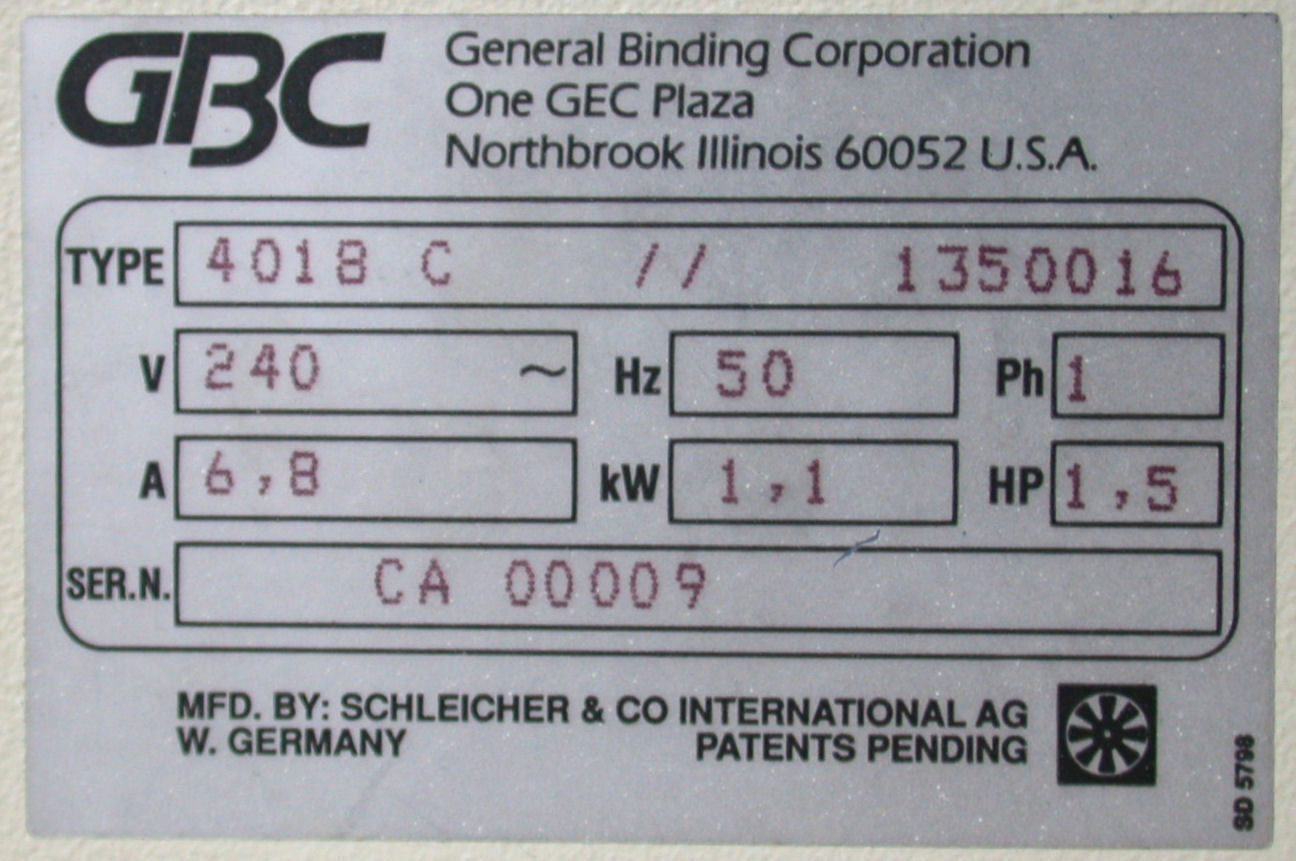 GBC
General Binding Corporation
One GEC Plaza
Northbrook Illinois 60052 U.S.A.
TYPE 4018 C // 1350016
V 240 ~ Hz 50 Ph 1
A 6,8 kW 1,1 HP 1,5
SER.N. CA 00009
MFD. BY: SCHLEICHER & CO INTERNATIONAL AG
W. GERMANY PATENTS PENDING
SD 5798